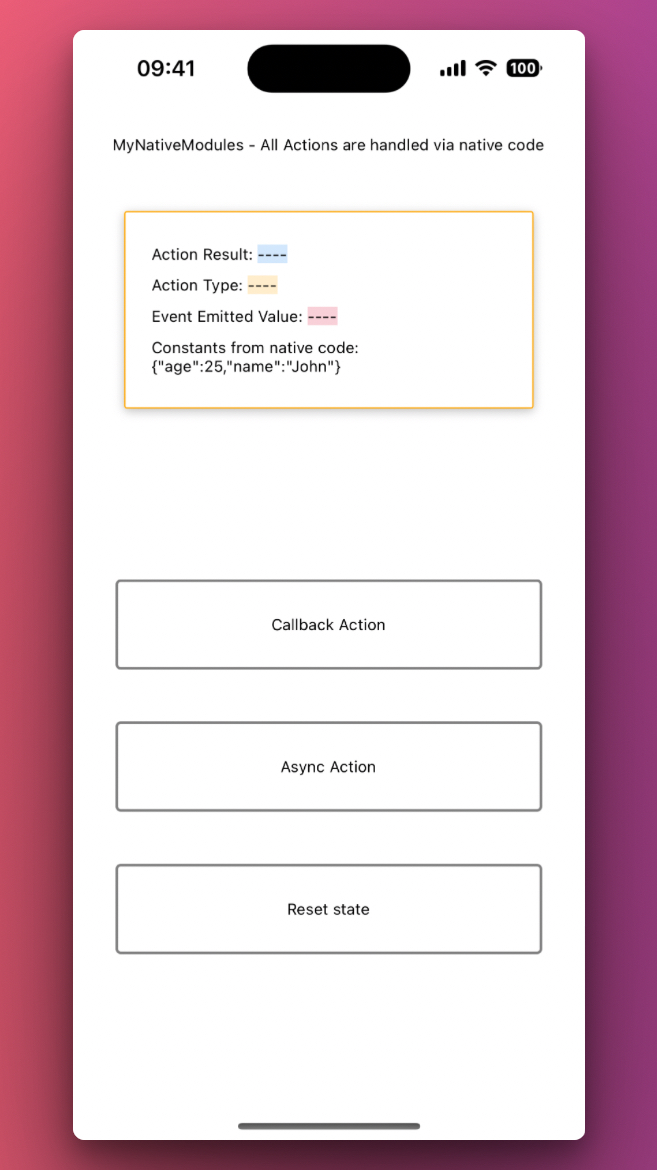 09:41
100
MyNativeModules - All Actions are handled via native code
Action Result: ----
Action Type: ----
Event Emitted Value: ----
Constants from native code:
{"age":25,"name":"John"}
Callback Action
Async Action
Reset state